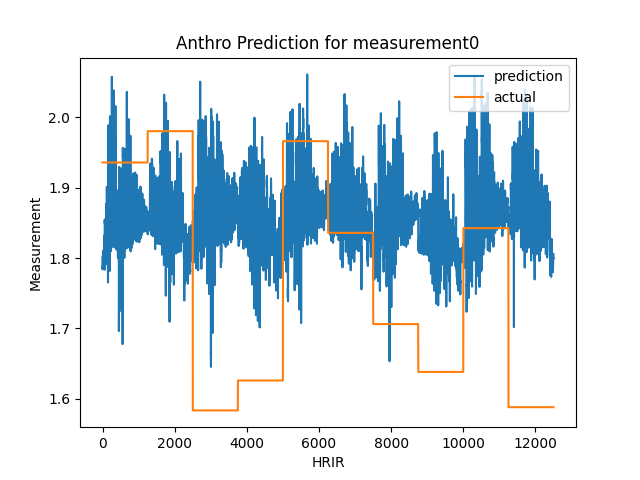 Anthro Prediction for measurement0
prediction
actual
2.0
1.9
1.8
1.7
1.6
Measurement
0
2000
4000
6000
8000
10000
12000
HRIR